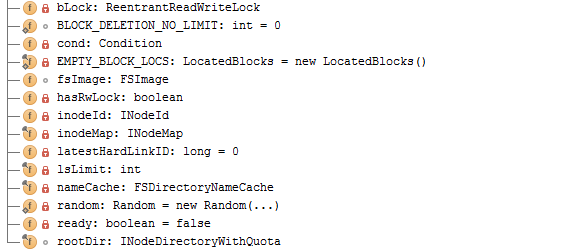 bLock: ReentrantReadWriteLock
BLOCK_DELETION_NO_LIMIT: int = 0
cond: Condition
EMPTY_BLOCK_LOCS: LocatedBlocks = new LocatedBlocks()
fsImage: FSImage
hasRwLock: boolean
inodeId: INodeId
inodeMap: INodeMap
latestHardLinkID: long = 0
lsLimit: int
nameCache: FSDirectoryNameCache
random: Random = new Random(...)
ready: boolean = false
rootDir: INodeDirectoryWithQuota